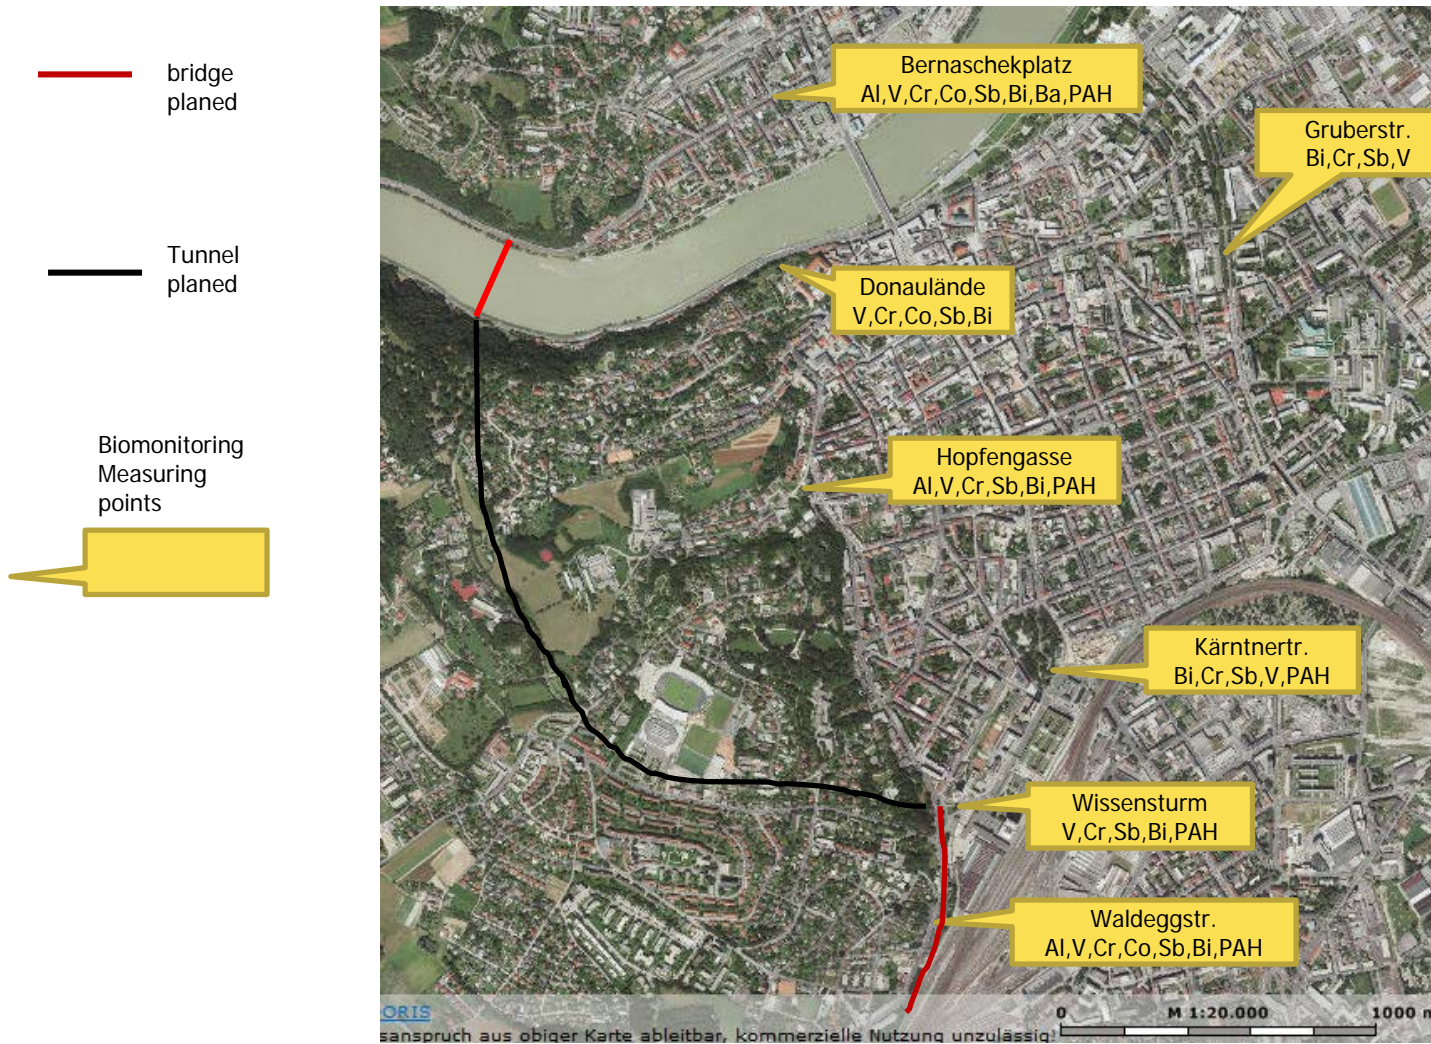 bridge
planed
Tunnel
planed
Biomonitoring
Measuring
points
Bernaschekplatz
Al,V,Cr,Co,Sb,Bi,Ba,PAH
Gruberstr.
Bi,Cr,Sb,V
Donaulände
V,Cr,Co,Sb,Bi
Hopfengasse
Al,V,Cr,Sb,Bi,PAH
Kärntnertr.
Bi,Cr,Sb,V,PAH
Wissensturm
V,Cr,Sb,Bi,PAH
Waldeggstr.
Al,V,Cr,Co,Sb,Bi,PAH
DORIS
sanspruch aus obiger Karte ableitbar, kommerzielle Nutzung unzulässig!
0 M 1:20.000 1000 m